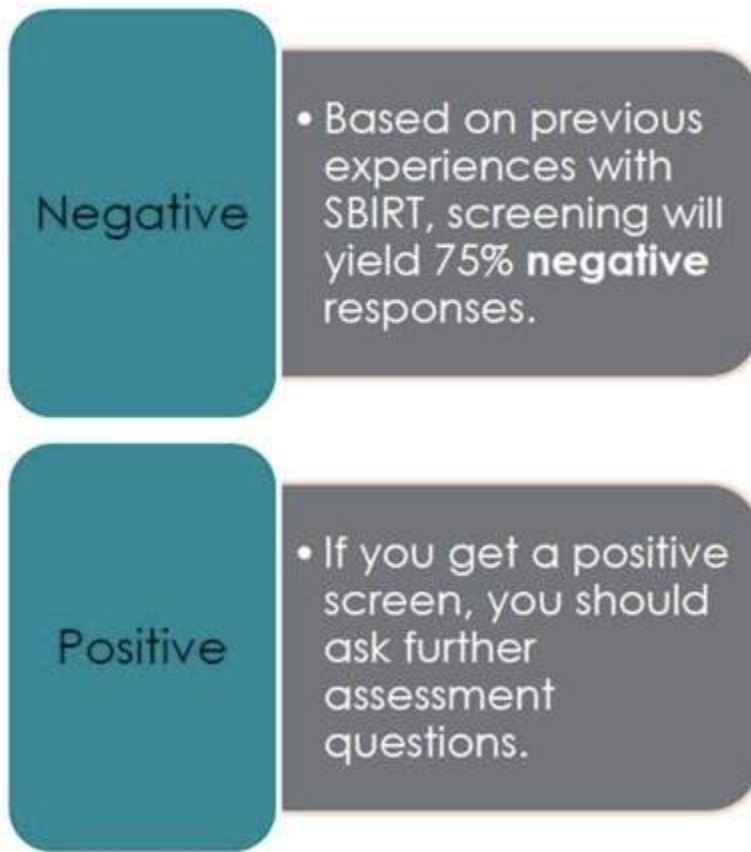 Negative
• Based on previous
experiences with
SBIRT, screening will
yield 75% negative
responses.
Positive
• If you get a positive
screen, you should
ask further
assessment
questions.